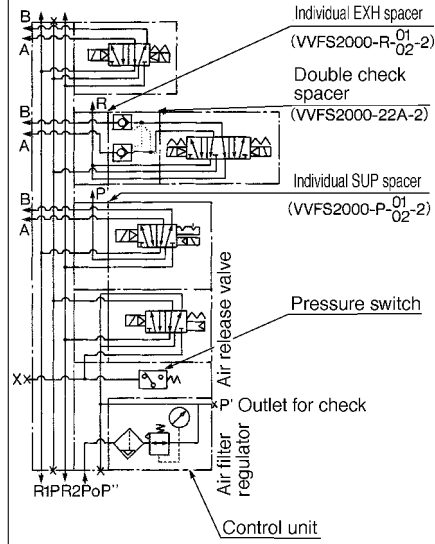 B
A
Individual EXH spacer
(VVFS2000-R-01/02-2)
Double check
spacer
(VVFS2000-22A-2)
R
B
A
Individual SUP spacer
(VVFS2000-P-01/02-2)
P'
B
A
Air release valve
Pressure switch
X
P' Outlet for check
Air filter
regulator
R1PR2PoP"
Control unit